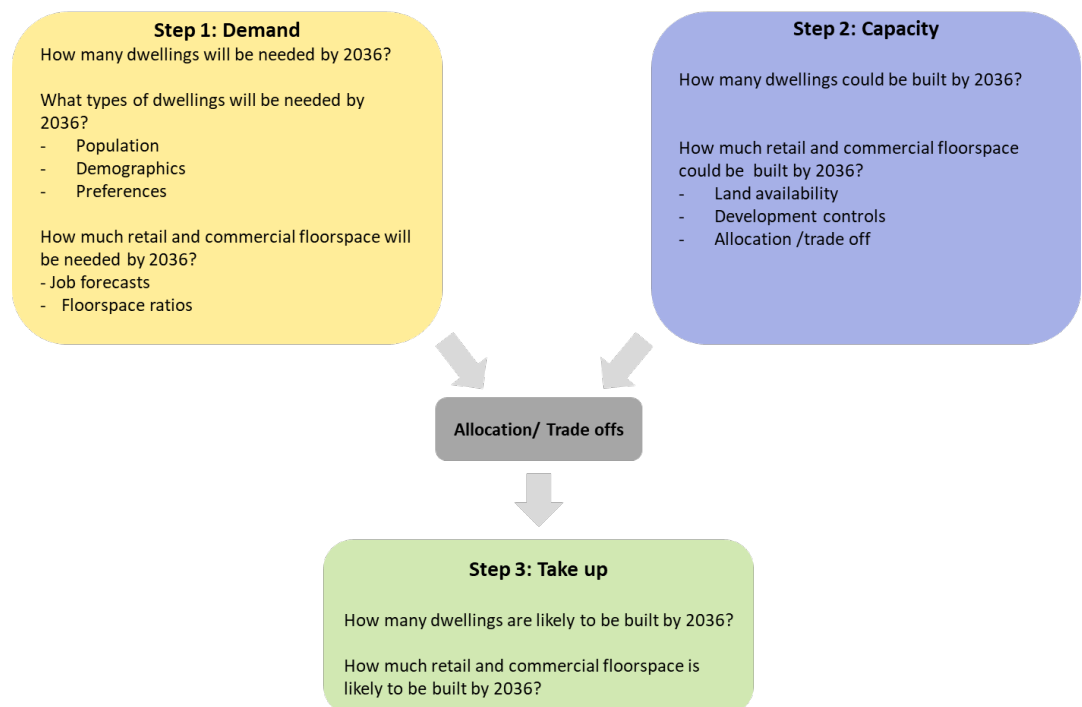 Step 1: Demand
How many dwellings will be needed by 2036?
What types of dwellings will be needed by
2036?
- Population
- Demographics
- Preferences
How much retail and commercial floorspace will
be needed by 2036?
- Job forecasts
- Floorspace ratios
Step 2: Capacity
How many dwellings could be built by 2036?
How much retail and commercial floorspace
could be built by 2036?
- Land availability
- Development controls
- Allocation /trade off
Allocation/ Trade offs
Step 3: Take up
How many dwellings are likely to be built by 2036?
How much retail and commercial floorspace is
likely to be built by 2036?